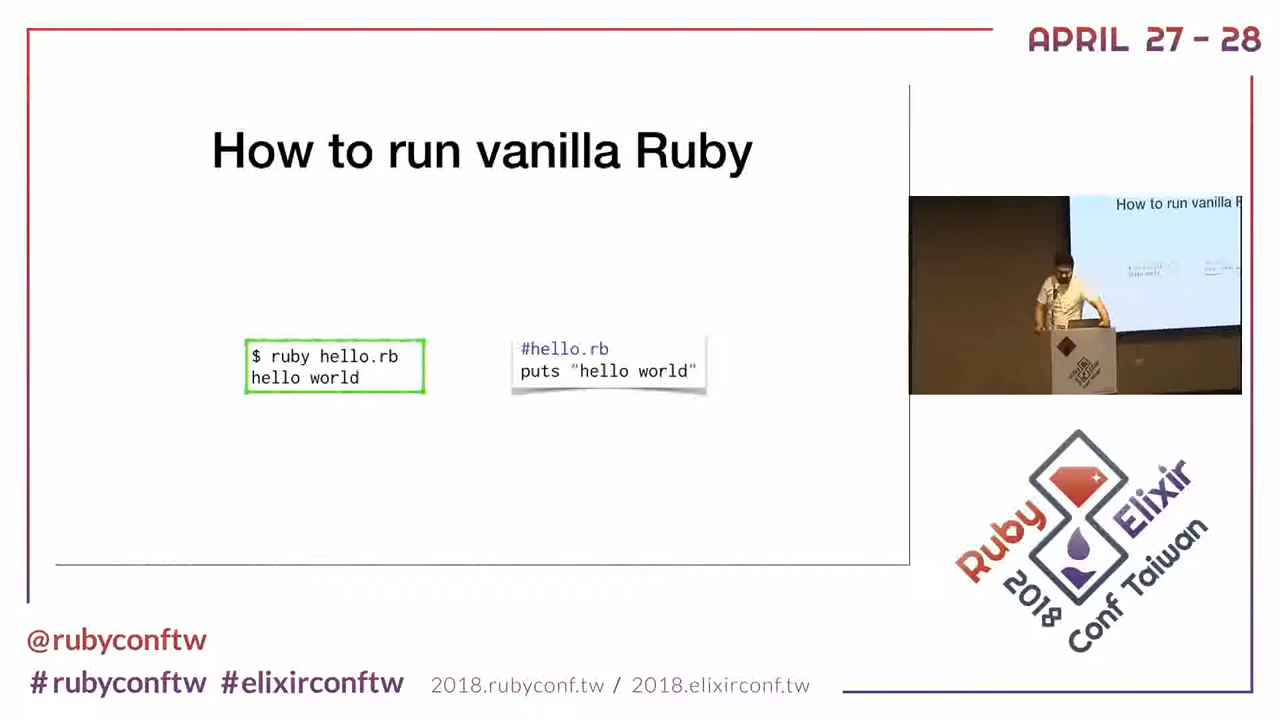 APRIL 27 - 28
How to run vanilla Ruby
$ ruby hello.rb
hello world
#hello.rb
puts "hello world"
How to run vanilla R
Ruby Elixir
2018
Conf Taiwan
@rubyconftw
#rubyconftw #elixirconftw
2018.rubyconf.tw / 2018.elixirconf.tw